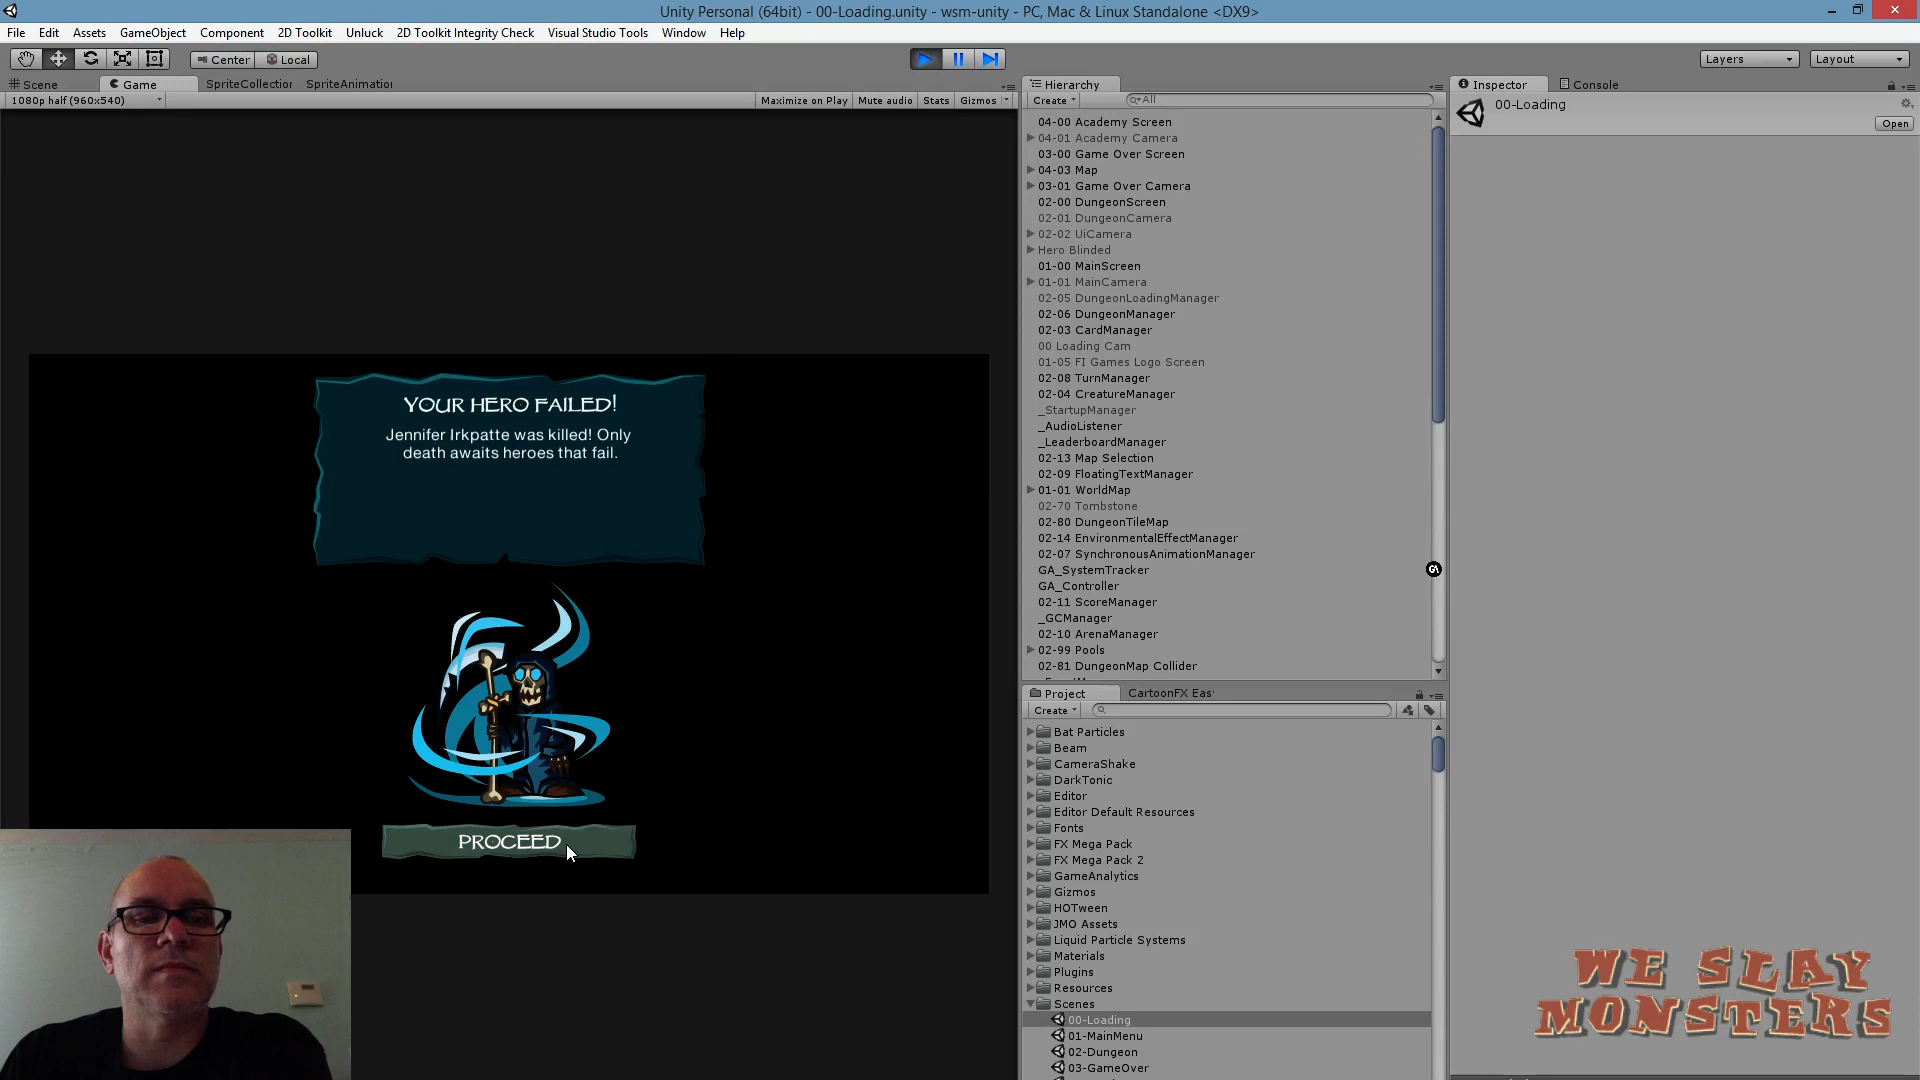 Unity Personal (64bit) - 00-Loading.unity - wsm-unity - PC, Mac & Linux Standalone <DX9>
File Edit Assets GameObject Component 2D Toolkit Unluck 2D Toolkit Integrity Check Visual Studio Tools Window Help
Center Local Layers Layout
Scene Game SpriteCollectior SpriteAnimation
1080p half (960x540) Maximize on Play Mute audio Stats Gizmos
YOUR HERO FAILED!
Jennifer Irkpatte was killed! Only
death awaits heroes that fail.
PROCEED
Hierarchy
Create All
04-00 Academy Screen
04-01 Academy Camera
03-00 Game Over Screen
04-03 Map
03-01 Game Over Camera
02-00 DungeonScreen
02-01 DungeonCamera
02-02 UiCamera
Hero Blinded
01-00 MainScreen
01-01 MainCamera
02-05 DungeonLoadingManager
02-06 DungeonManager
02-03 CardManager
00 Loading Cam
01-05 FI Games Logo Screen
02-08 TurnManager
02-04 CreatureManager
_StartupManager
_AudioListener
_LeaderboardManager
02-13 Map Selection
02-09 FloatingTextManager
01-01 WorldMap
02-70 Tombstone
02-80 DungeonTileMap
02-14 EnvironmentalEffectManager
02-07 SynchronousAnimationManager
GA_SystemTracker
GA_Controller
02-11 ScoreManager
_GCManager
02-10 ArenaManager
02-99 Pools
02-81 DungeonMap Collider
Project CartoonFX Eas
Create
Bat Particles
Beam
CameraShake
DarkTonic
Editor
Editor Default Resources
Fonts
FX Mega Pack
FX Mega Pack 2
GameAnalytics
Gizmos
HOTween
JMO Assets
Liquid Particle Systems
Materials
Plugins
Resources
Scenes
00-Loading
01-MainMenu
02-Dungeon
03-GameOver
Inspector Console
00-Loading
Open
GA
WE SLAY
MONSTERS